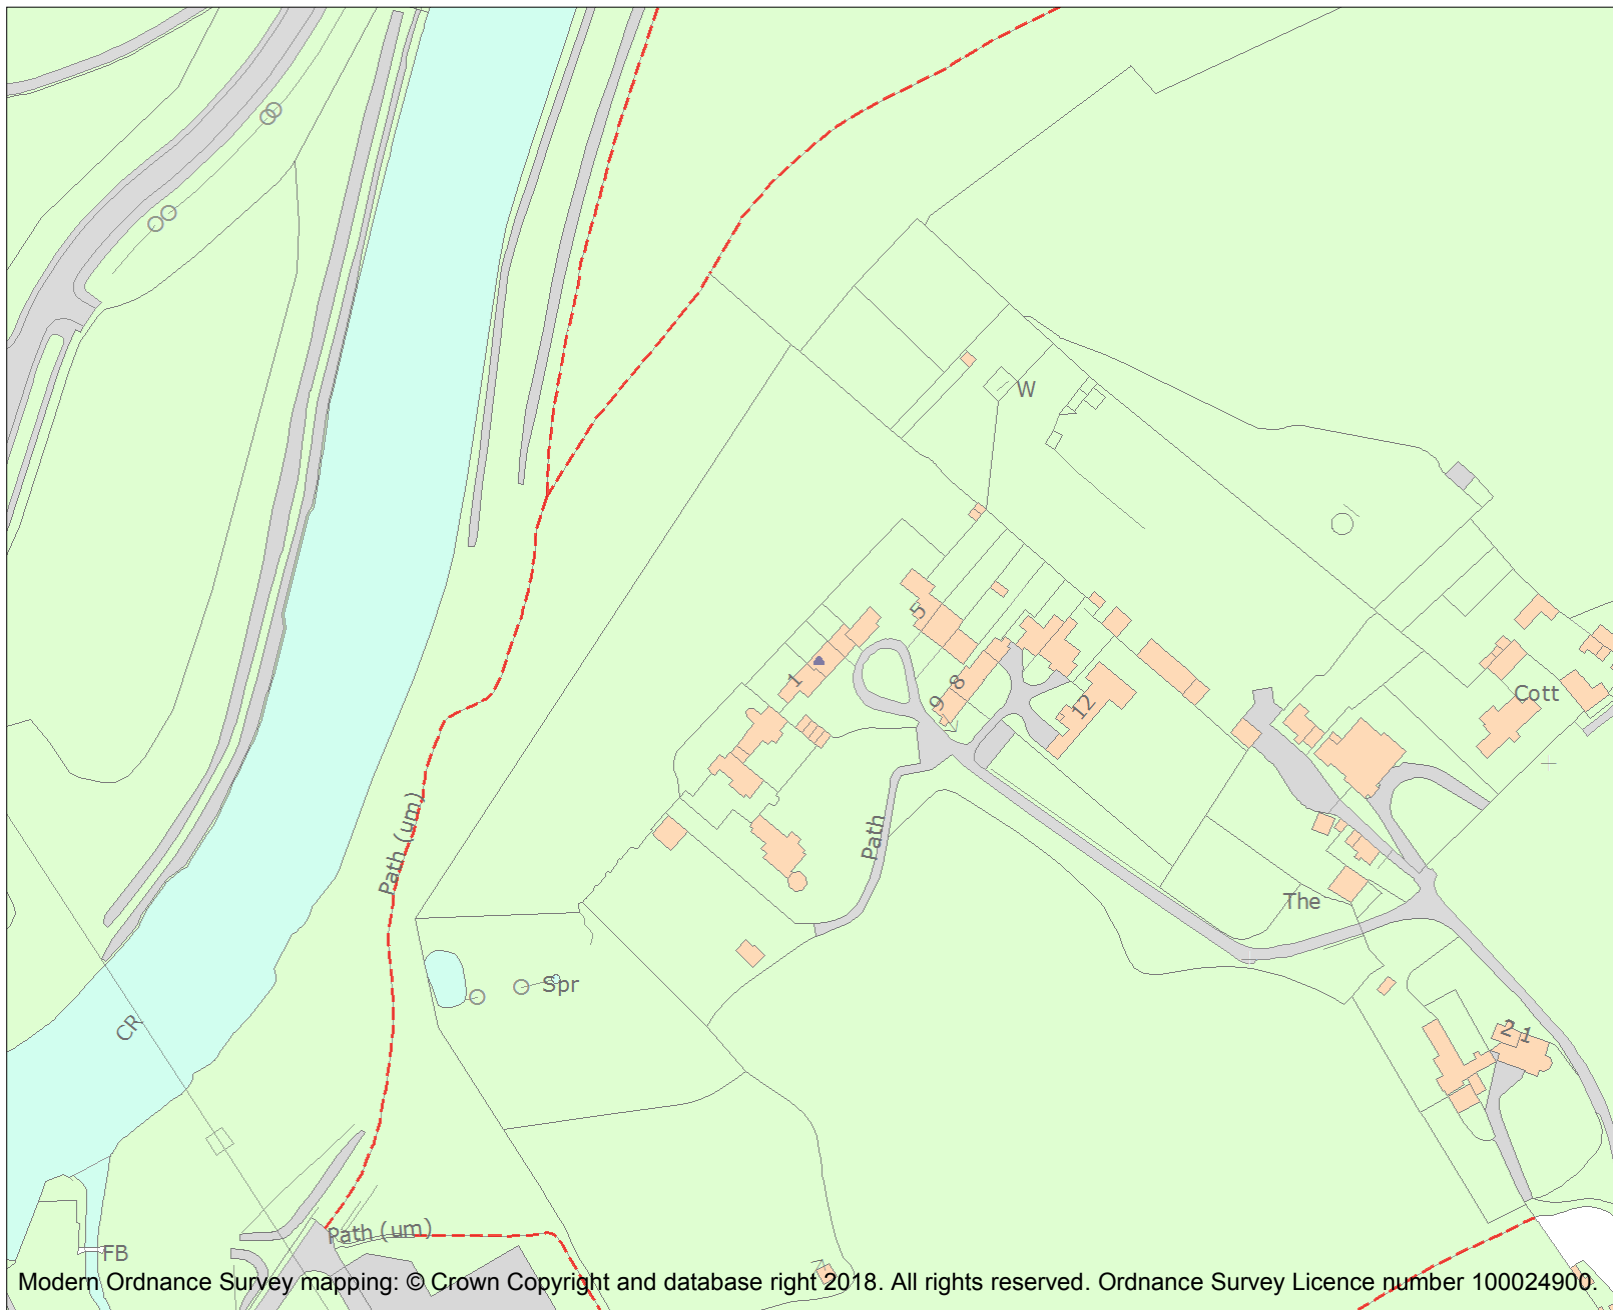 W
5
1
8
9
12
Cott
Path (um)
Path
The
Spr
CR
2 1
Path (um)
FB
Modern Ordnance Survey mapping: © Crown Copyright and database right 2018. All rights reserved. Ordnance Survey Licence number 100024900.